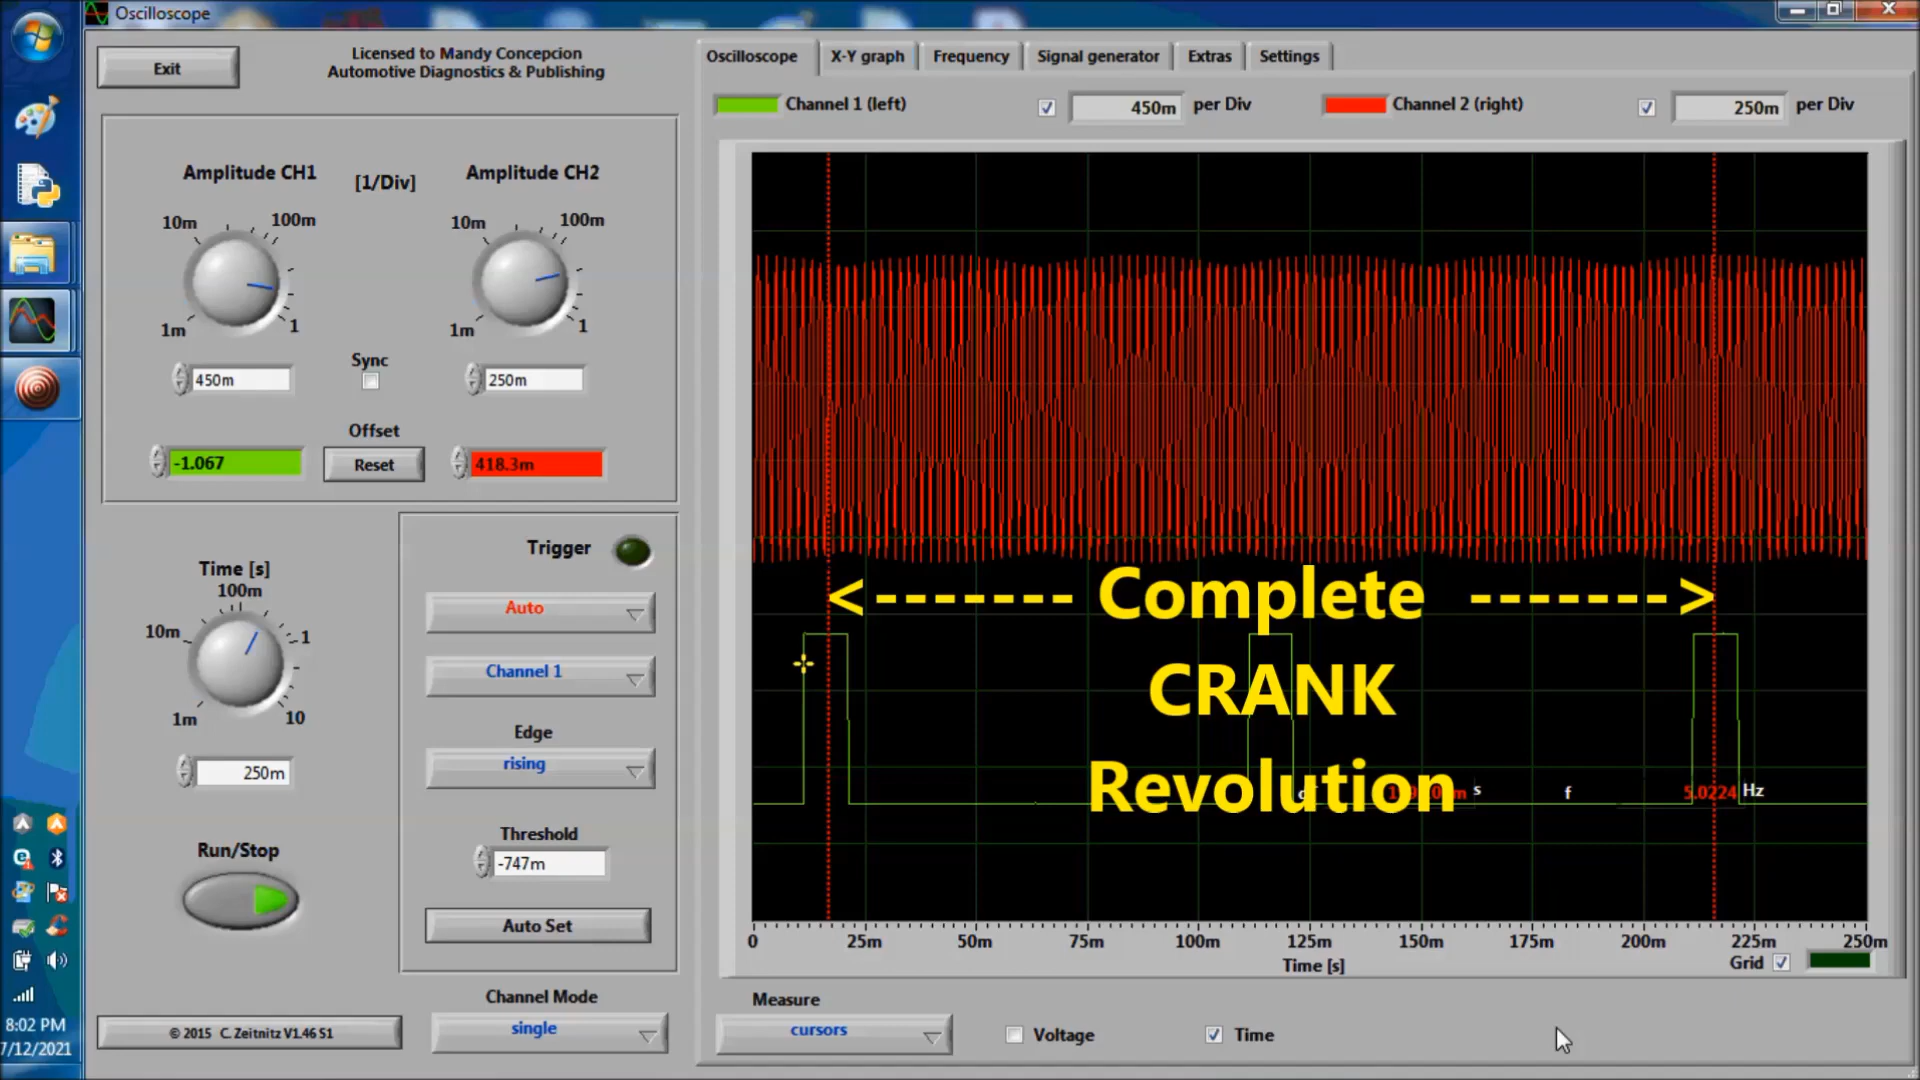 Oscilloscope
Exit
Licensed to Mandy Concepcion
Automotive Diagnostics & Publishing
Oscilloscope
X-Y graph
Frequency
Signal generator
Extras
Settings
Channel 1 (left)
450m
per Div
Channel 2 (right)
250m
per Div
Amplitude CH1
[1/Div]
Amplitude CH2
10m
100m
1m
1
10m
100m
1m
1
Sync
450m
250m
Offset
-1.067
Reset
418.3m
Time [s]
100m
10m
1
1m
10
250m
Run/Stop
Trigger
Auto
Channel 1
Edge
rising
Threshold
-747m
Auto Set
Channel Mode
single
© 2015 C. Zeitnitz V1.46 S1
<------- Complete ------->
CRANK
Revolution
s
f
5.0224 Hz
0
25m
50m
75m
100m
125m
150m
175m
200m
225m
250m
Time [s]
Grid
Measure
cursors
Voltage
Time
8:02 PM
7/12/2021